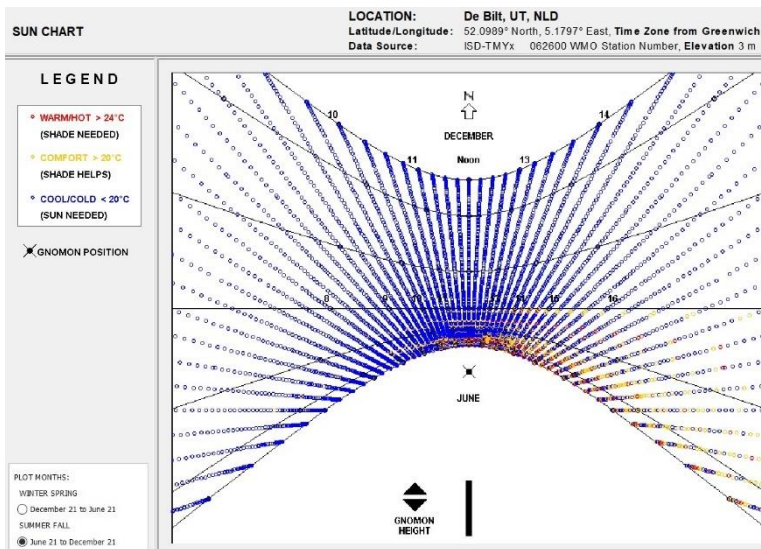 SUN CHART
LOCATION: De Bilt, UT, NLD
Latitude/Longitude: 52.0989° North, 5.1797° East, Time Zone from Greenwich
Data Source: ISD-TMYx 062600 WMO Station Number, Elevation 3 m
LEGEND
WARM/HOT > 24°C
(SHADE NEEDED)
COMFORT > 20°C
(SHADE HELPS)
COOL/COLD < 20°C
(SUN NEEDED)
GNOMON POSITION
PLOT MONTHS:
WINTER SPRING
December 21 to June 21
SUMMER FALL
June 21 to December 21
N
10 14
DECEMBER
11 Noon 13
8 9 10 13 14 15 16
JUNE
GNOMON
HEIGHT